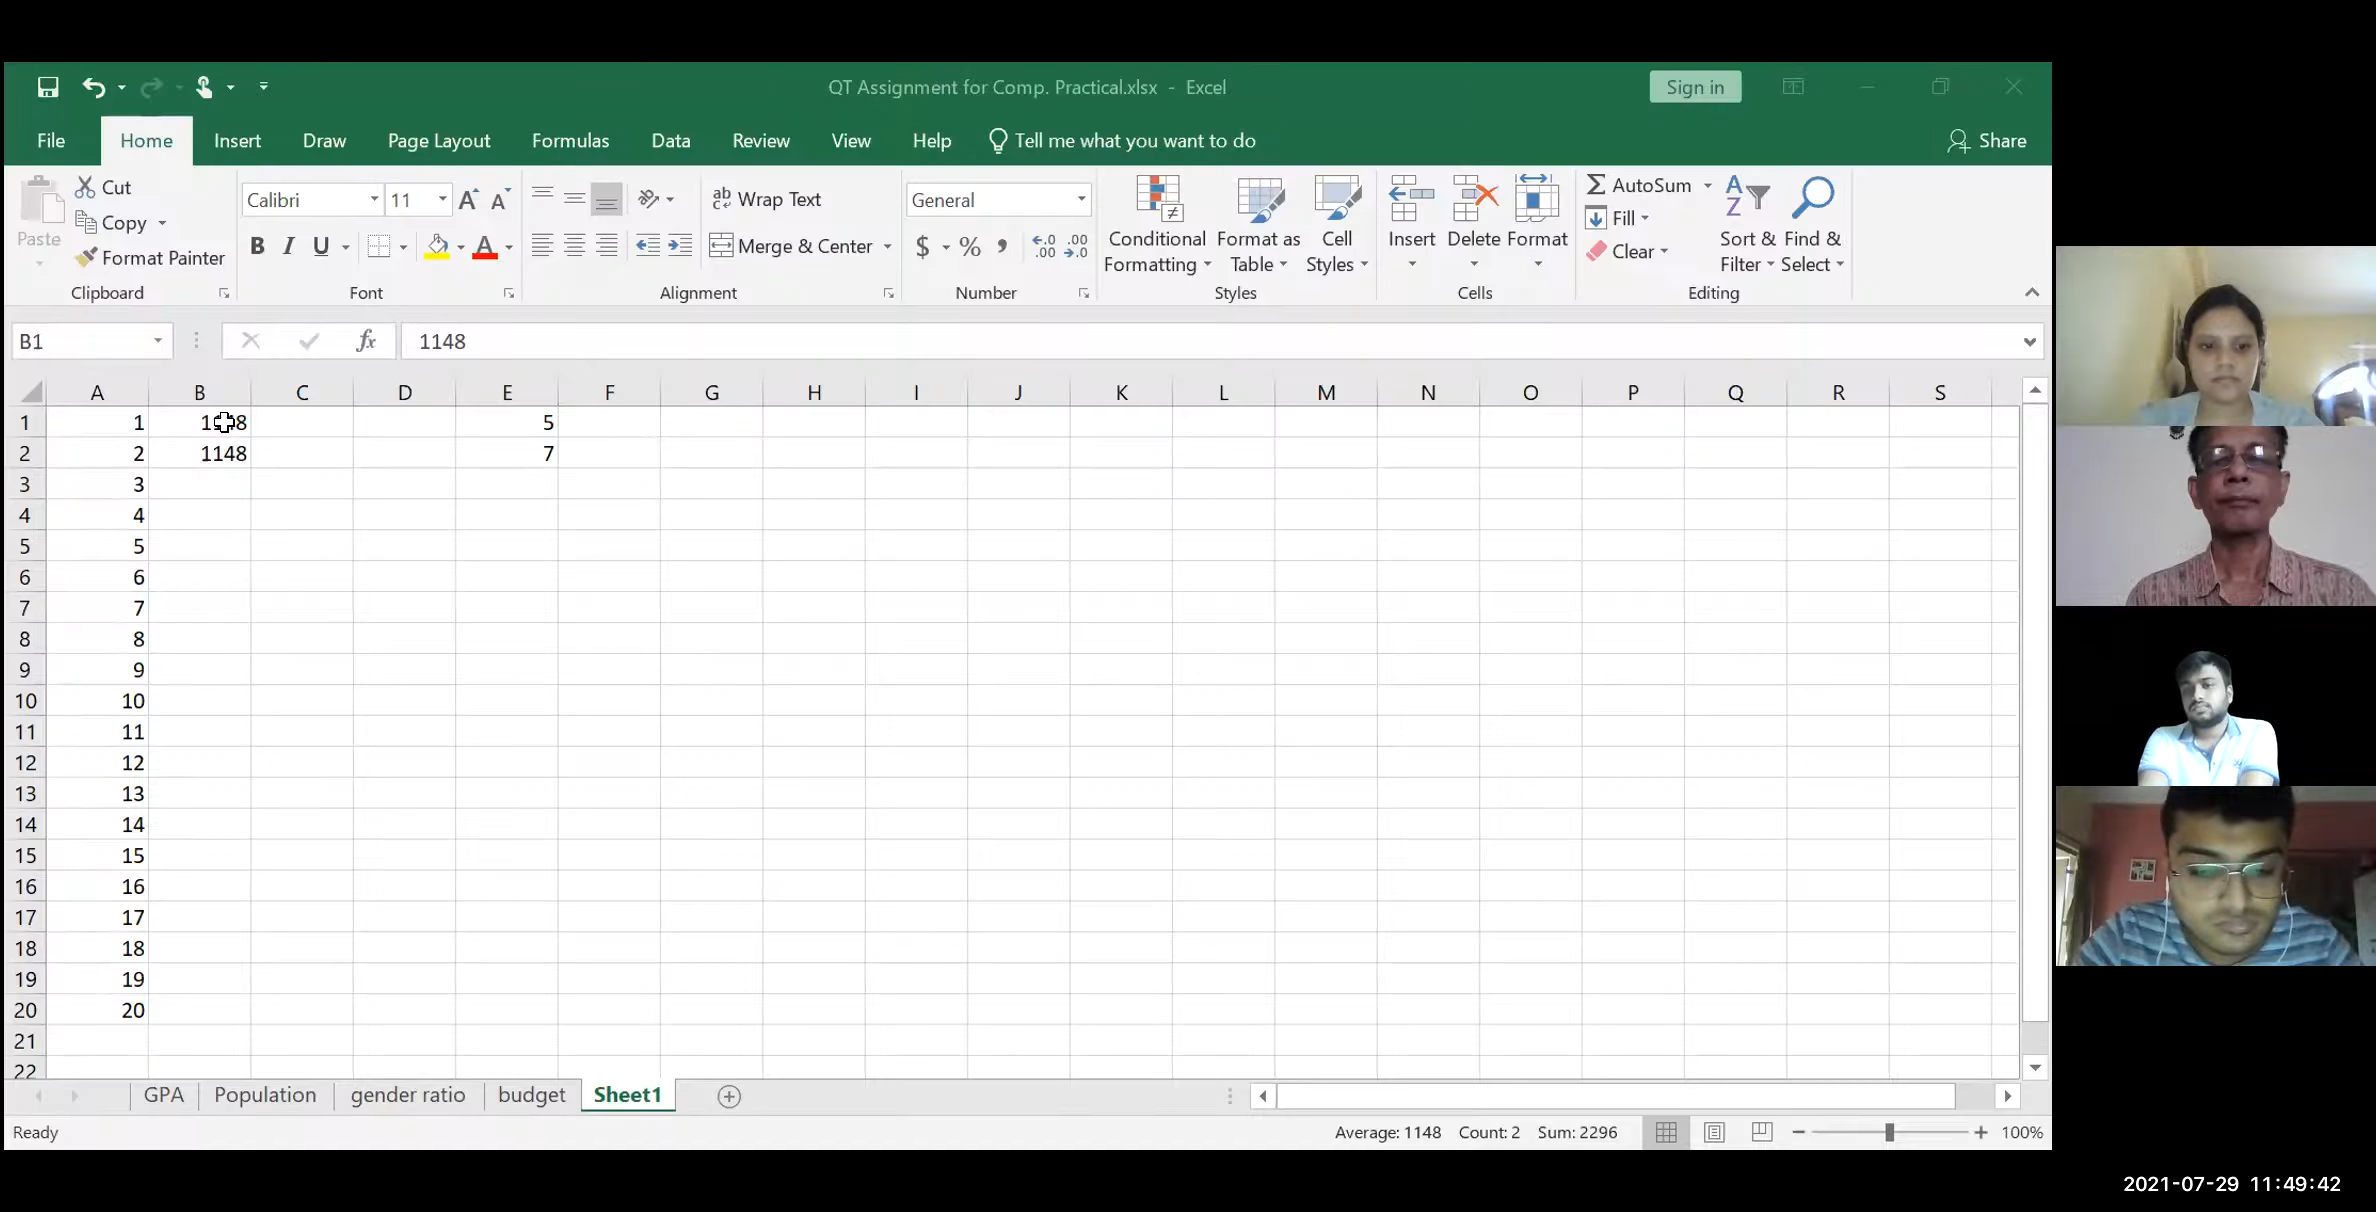 QT Assignment for Comp. Practical.xlsx - Excel
Sign in
File Home Insert Draw Page Layout Formulas Data Review View Help Tell me what you want to do Share
Paste
Cut
Copy
Format Painter
Clipboard
Calibri 11 A A
B I U A
Font
ab Wrap Text
Merge & Center
Alignment
General
$ % , .0 .00 .00 .0
Number
Conditional Formatting
Format as Table
Cell Styles
Styles
Insert Delete Format
Cells
Σ AutoSum
Fill
Clear
A Z
Sort & Filter
Find & Select
Editing
B1 fx 1148
A B C D E F G H I J K L M N O P Q R S
1 1 5
2 2 1148 7
3 3
4 4
5 5
6 6
7 7
8 8
9 9
10 10
11 11
12 12
13 13
14 14
15 15
16 16
17 17
18 18
19 19
20 20
21
22
GPA Population gender ratio budget Sheet1
Ready Average: 1148 Count: 2 Sum: 2296 100%
2021-07-29 11:49:42